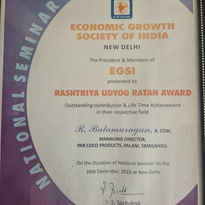 ECONOMIC GROWTH
SOCIETY OF INDIA
NEW DELHI
The President & Members of
EGSI
presented to
RASHTRIYA UDYOG RATAN AWARD
Outstanding contribution & Life Time Achievement
in their respective field
R. Balamurugan, B. COM,
MANAGING DIRECTOR,
PAR COCO PRODUCTS, PALANI, TAMILNADU.
On the Occasion of National Seminar on the
26th December, 2010 at New Delhi
NATIONAL SEMINAR